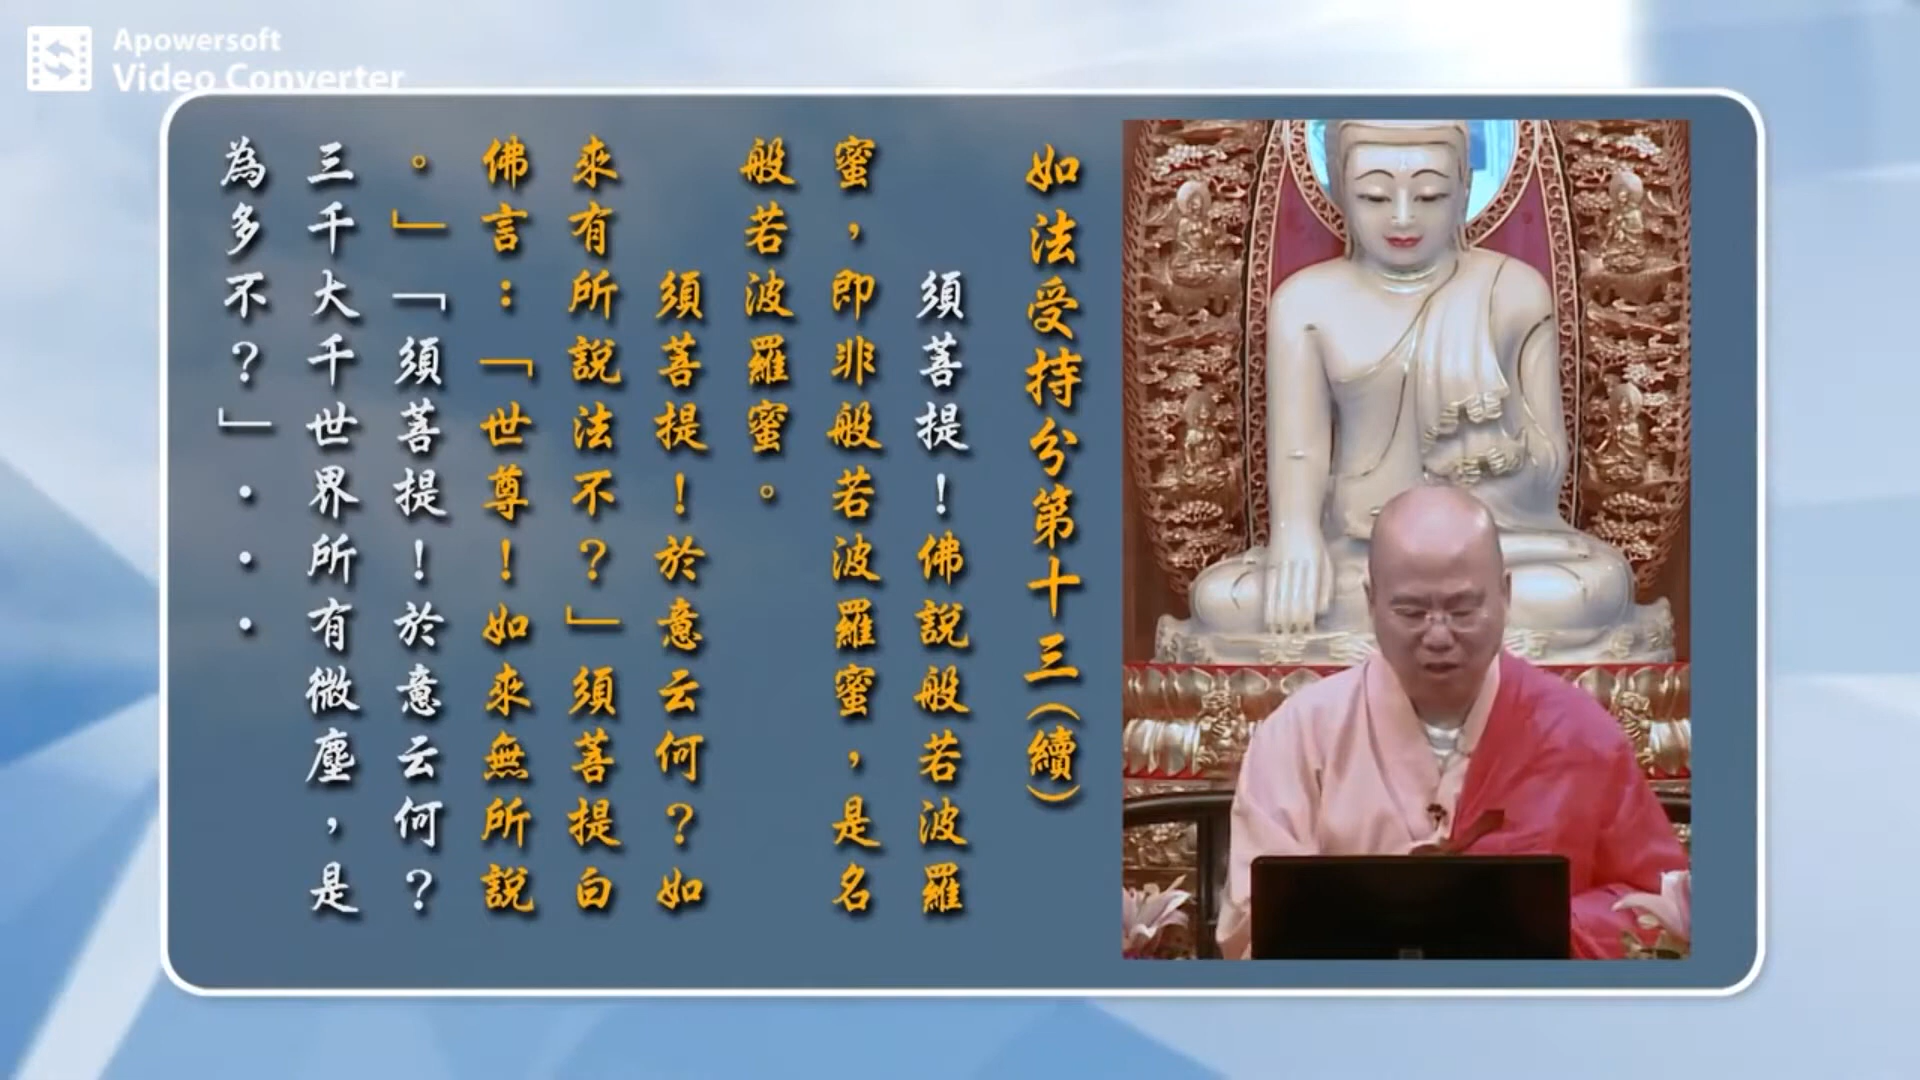 Apowersoft
Video Converter
如法受持分第十三(續)
須菩提!佛說般若波羅
蜜,即非般若波羅蜜,是名
般若波羅蜜。
須菩提!於意云何?如
來有所說法不?」須菩提白
佛言:「世尊!如來無所說
。」「須菩提!於意云何?
三千大千世界所有微塵,是
為多不?」...